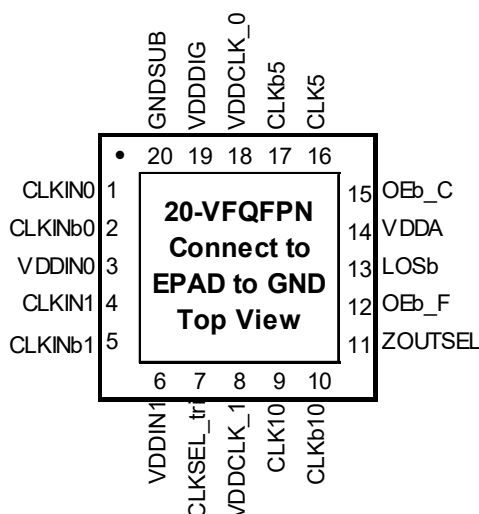 GNDSUB
VDDDIG
VDDCLK_0
CLKb5
CLK5
20 19 18 17 16
CLKIN0 1
CLKINb0 2
VDDIN0 3
CLKIN1 4
CLKINb1 5
20-VFQFPN
Connect to
EPAD to GND
Top View
15 OEb_C
14 VDDA
13 LOSb
12 OEb_F
11 ZOUTSEL
6 7 8 9 10
VDDIN1
CLKSEL_tri
VDDCLK_1
CLK10
CLKb10